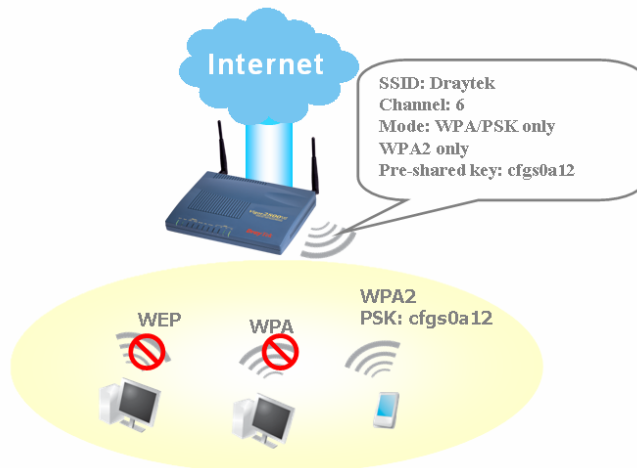 Internet
SSID: Draytek
Channel: 6
Mode: WPA/PSK only
WPA2 only
Pre-shared key: cfgs0a12
WEP
WPA
WPA2
PSK: cfgs0a12